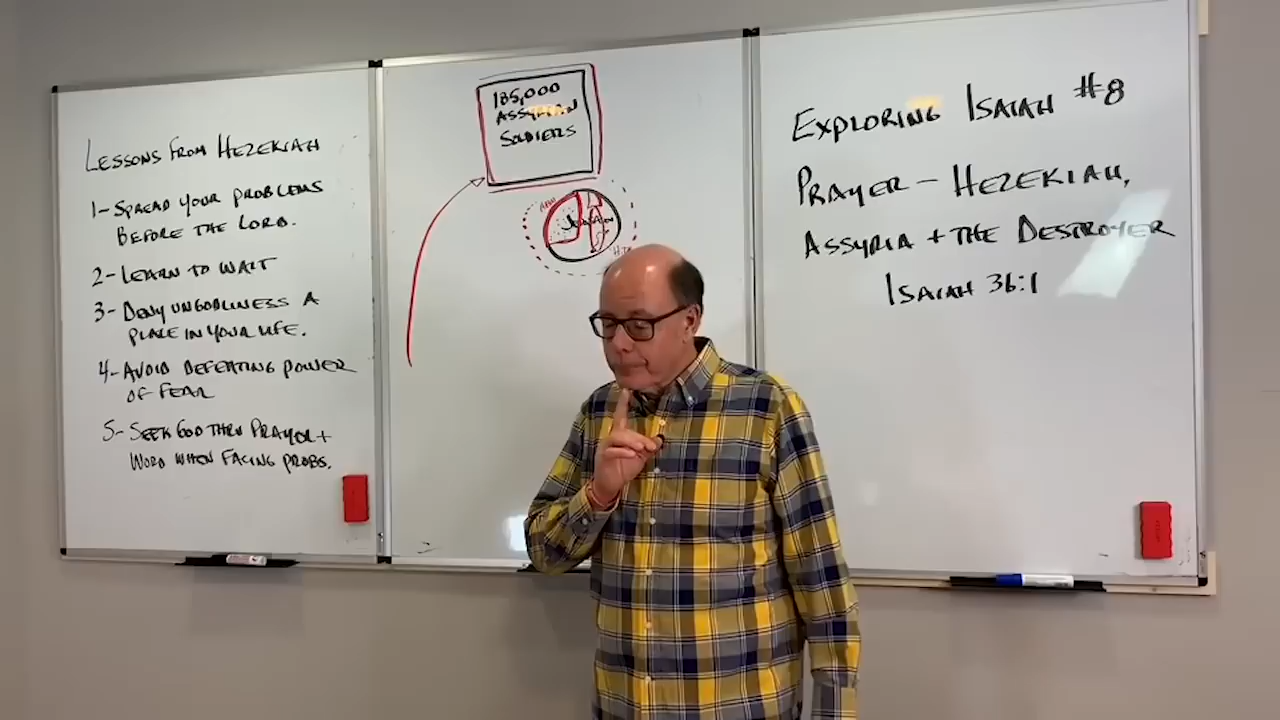 LESSONS FROM HEZEKIAH
1- SPREAD YOUR PROBLEMS
BEFORE THE LORD.
2- LEARN TO WAIT
3- DENY UNGODLINESS A
PLACE IN YOUR LIFE.
4- AVOID DEFEATING POWER
OF FEAR
5- SEEK GOD THRU PRAYER +
WORD WHEN FACING PROBS.
185,000
ASSYRIAN
SOLDIERS
EXPLORING ISAIAH #8
PRAYER - HEZEKIAH,
ASSYRIA + THE DESTROYER
ISAIAH 36:1